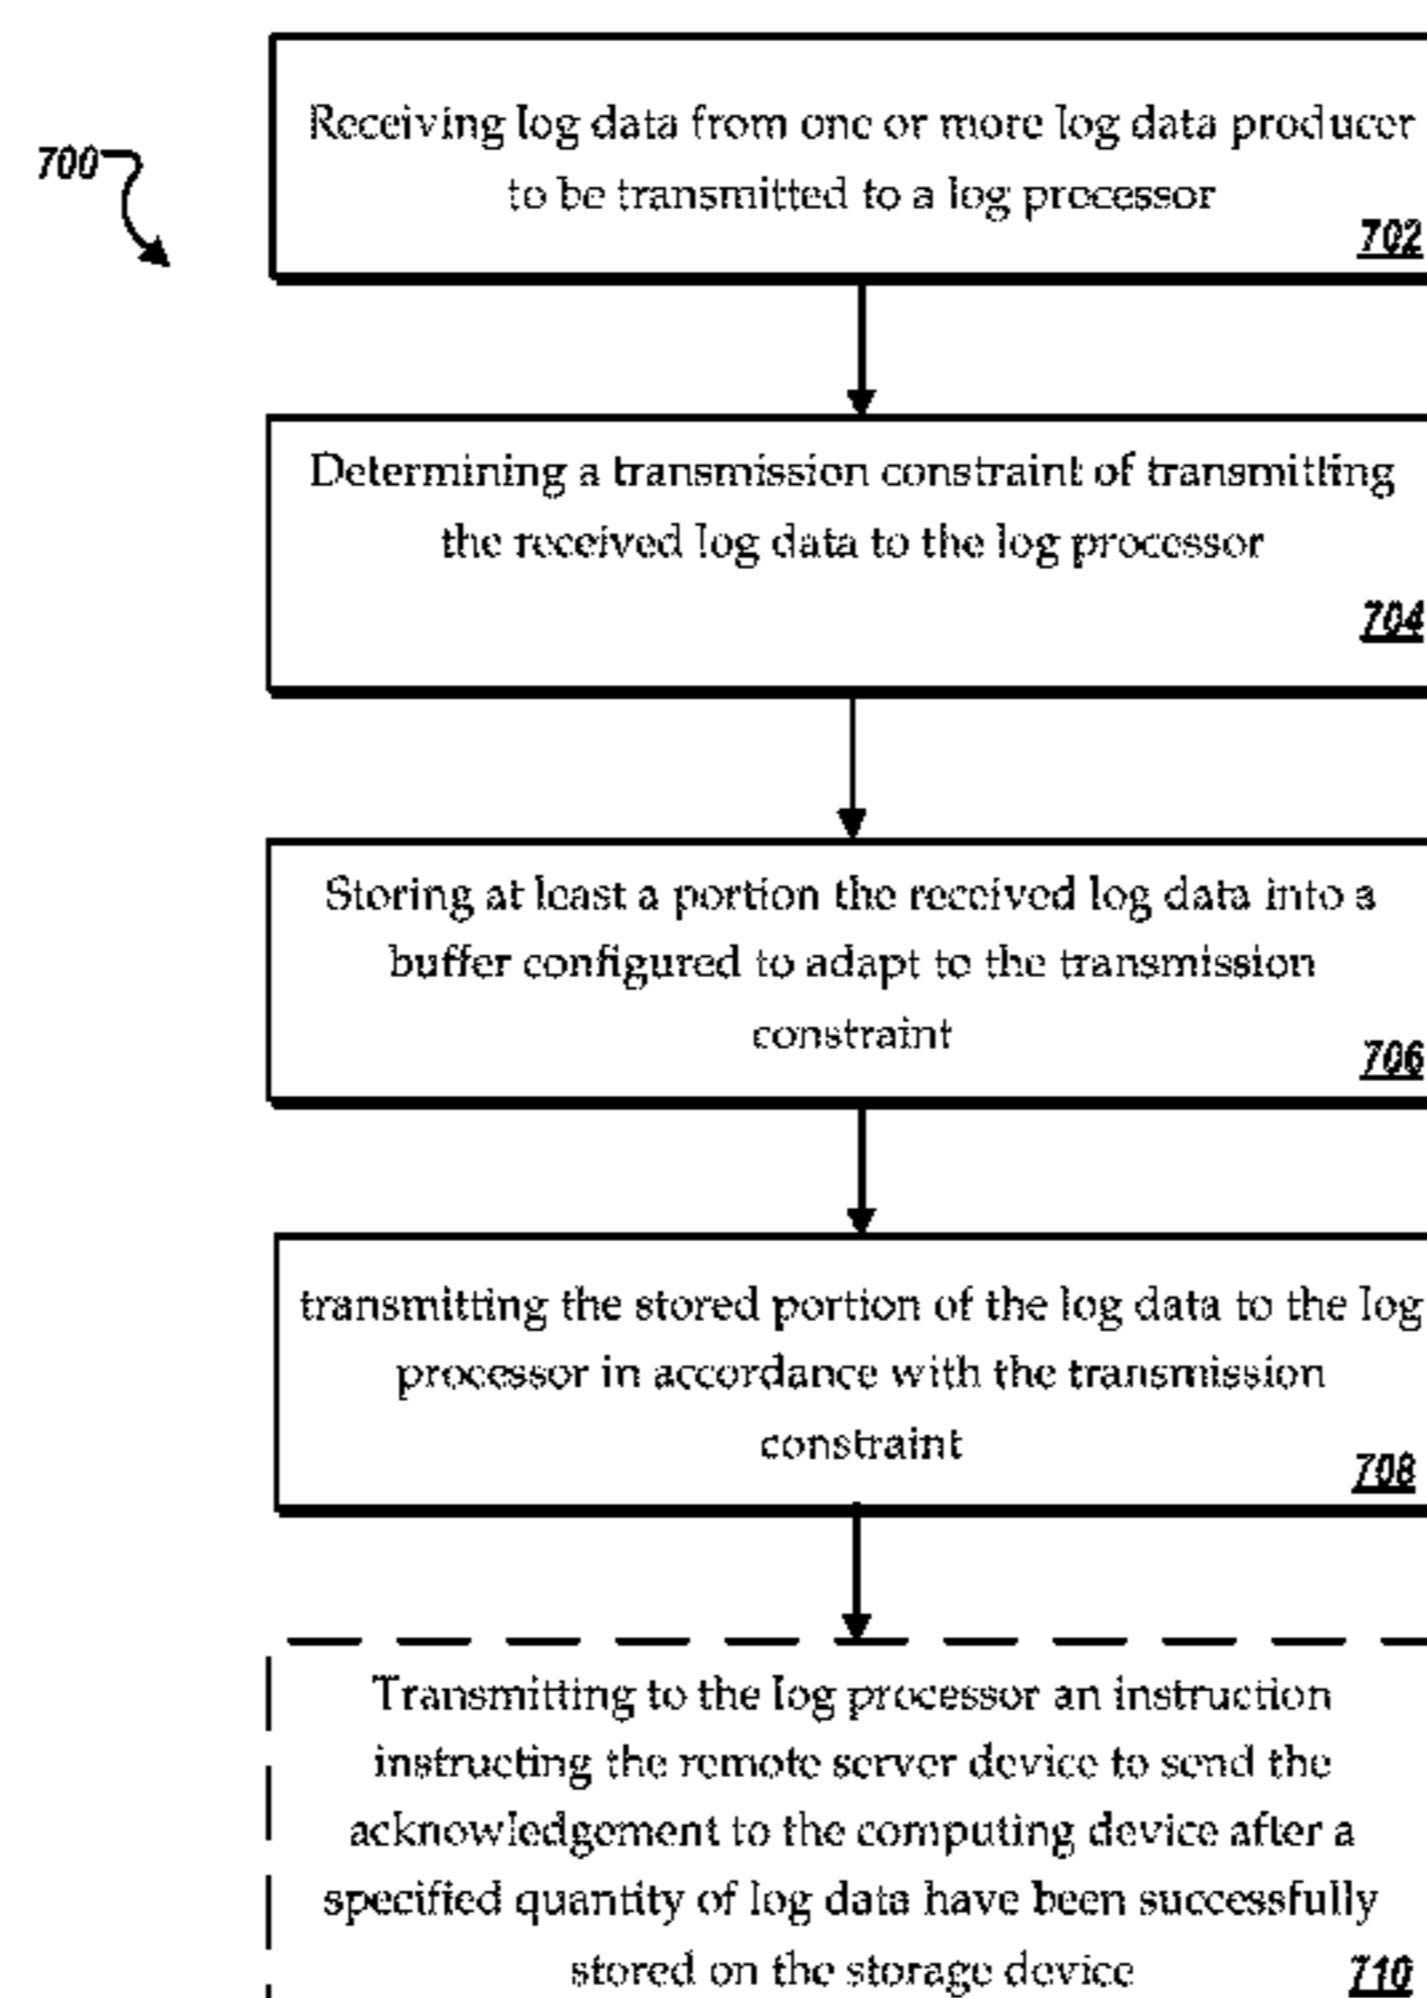 700
Receiving log data from one or more log data producer
to be transmitted to a log processor
702
Determining a transmission constraint of transmitting
the received log data to the log processor
704
Storing at least a portion the received log data into a
buffer configured to adapt to the transmission
constraint
706
transmitting the stored portion of the log data to the log
processor in accordance with the transmission
constraint
708
Transmitting to the log processor an instruction
instructing the remote server device to send the
acknowledgement to the computing device after a
specified quantity of log data have been successfully
stored on the storage device
710